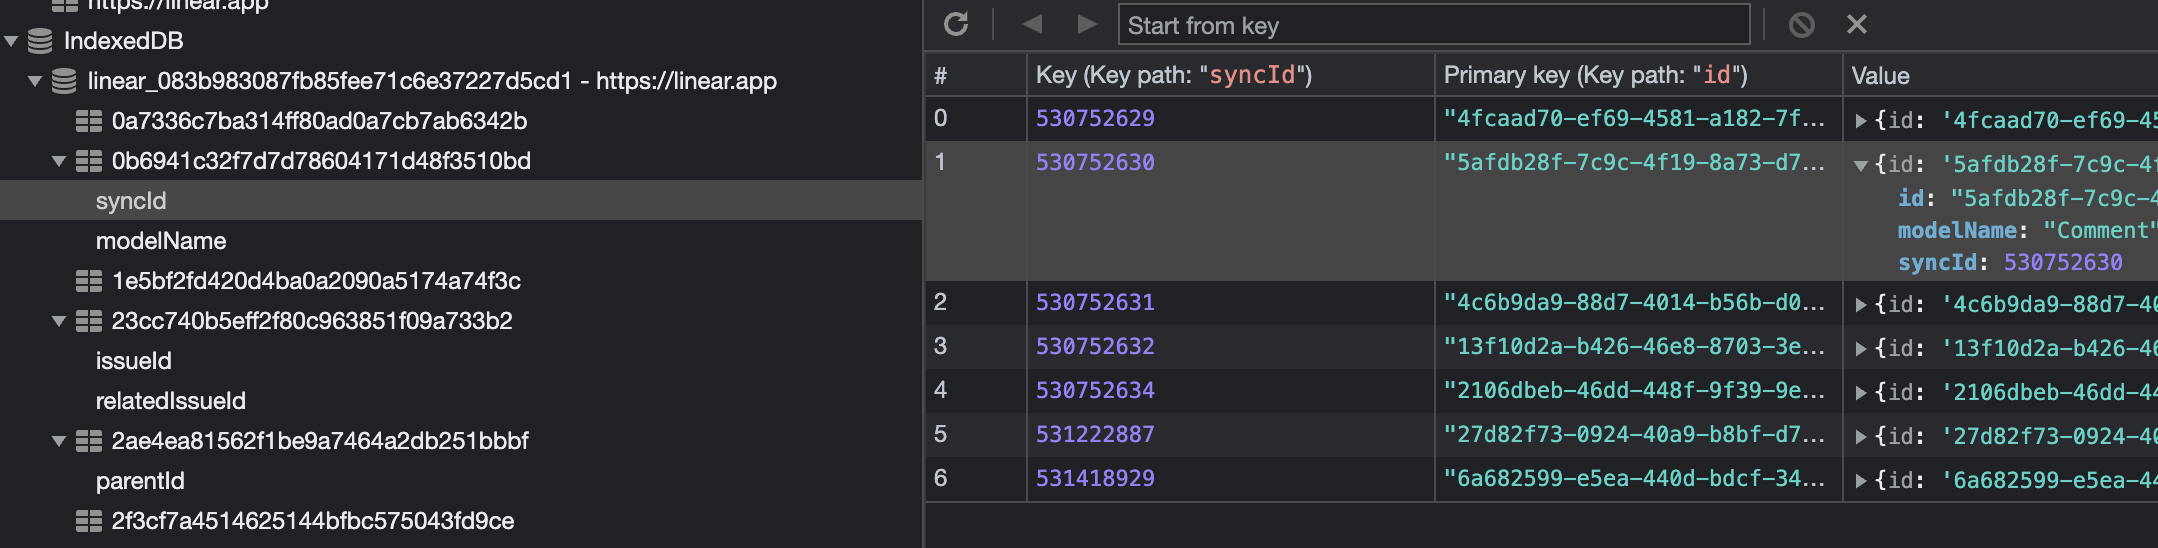 https://linear.app
IndexedDB
linear_083b983087fb85fee71c6e37227d5cd1 - https://linear.app
0a7336c7ba314ff80ad0a7cb7ab6342b
0b6941c32f7d7d78604171d48f3510bd
syncId
modelName
1e5bf2fd420d4ba0a2090a5174a74f3c
23cc740b5eff2f80c963851f09a733b2
issueId
relatedIssueId
2ae4ea81562f1be9a7464a2db251bbbf
parentId
2f3cf7a4514625144bfbc575043fd9ce
Start from key
# Key (Key path: "syncId") Primary key (Key path: "id") Value
0 530752629 "4fcaad70-ef69-4581-a182-7f... {id: '4fcaad70-ef69-45
1 530752630 "5afdb28f-7c9c-4f19-8a73-d7... {id: '5afdb28f-7c9c-4f
id: "5afdb28f-7c9c-4
modelName: "Comment"
syncId: 530752630
2 530752631 "4c6b9da9-88d7-4014-b56b-d0... {id: '4c6b9da9-88d7-40
3 530752632 "13f10d2a-b426-46e8-8703-3e... {id: '13f10d2a-b426-46
4 530752634 "2106dbeb-46dd-448f-9f39-9e... {id: '2106dbeb-46dd-44
5 531222887 "27d82f73-0924-40a9-b8bf-d7... {id: '27d82f73-0924-40
6 531418929 "6a682599-e5ea-440d-bdcf-34... {id: '6a682599-e5ea-44